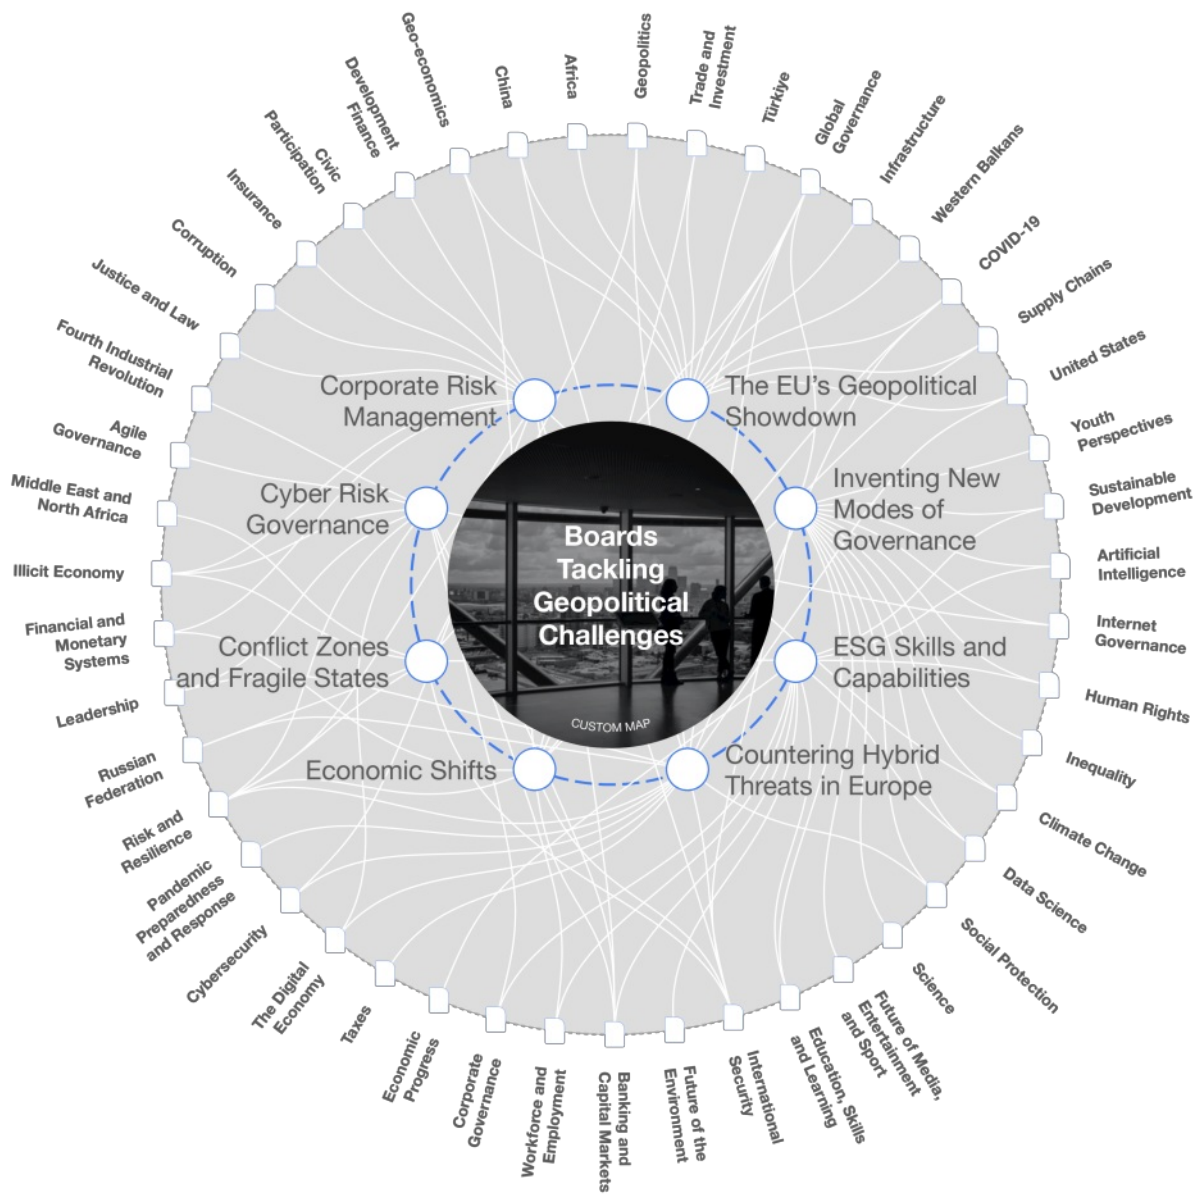 Geopolitics
Trade and
Investment
Türkiye
Global
Governance
Infrastructure
Western Balkans
COVID-19
Supply Chains
United States
Youth
Perspectives
Sustainable
Development
Artificial
Intelligence
Internet
Governance
Human Rights
Inequality
Climate Change
Data Science
Social Protection
Science
Future of Media,
Entertainment
and Sport
Education, Skills
and Learning
International
Security
Future of the
Environment
Banking and
Capital Markets
Workforce and
Employment
Corporate
Governance
Economic
Progress
Taxes
The Digital
Economy
Cybersecurity
Pandemic
Preparedness
and Response
Risk and
Resilience
Russian
Federation
Leadership
Financial and
Monetary
Systems
Illicit Economy
Middle East and
North Africa
Agile
Governance
Fourth Industrial
Revolution
Justice and Law
Corruption
Insurance
Civic
Participation
Development
Finance
Geo-economics
China
Africa
Corporate Risk
Management
The EU's Geopolitical
Showdown
Cyber Risk
Governance
Inventing New
Modes of
Governance
Conflict Zones
and Fragile States
ESG Skills and
Capabilities
Economic Shifts
Countering Hybrid
Threats in Europe
Boards
Tackling
Geopolitical
Challenges
CUSTOM MAP